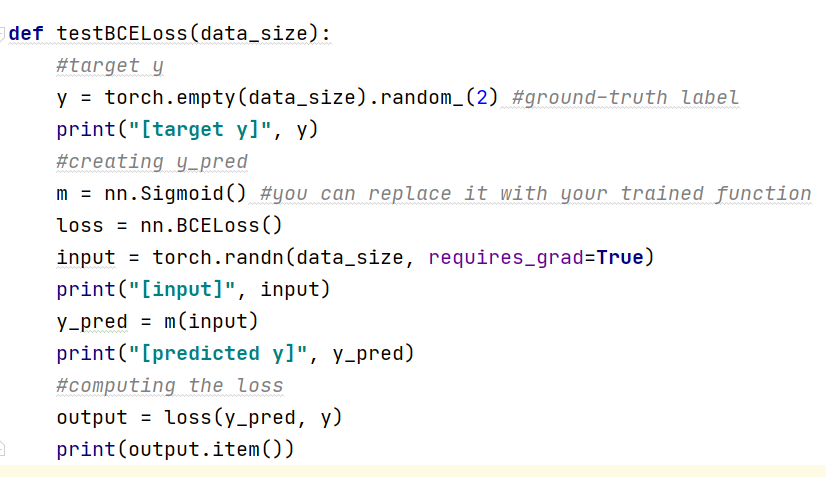 def testBCELoss(data_size):
    #target y
    y = torch.empty(data_size).random_(2) #ground-truth label
    print("[target y]", y)
    #creating y_pred
    m = nn.Sigmoid() #you can replace it with your trained function
    loss = nn.BCELoss()
    input = torch.randn(data_size, requires_grad=True)
    print("[input]", input)
    y_pred = m(input)
    print("[predicted y]", y_pred)
    #computing the loss
    output = loss(y_pred, y)
    print(output.item())